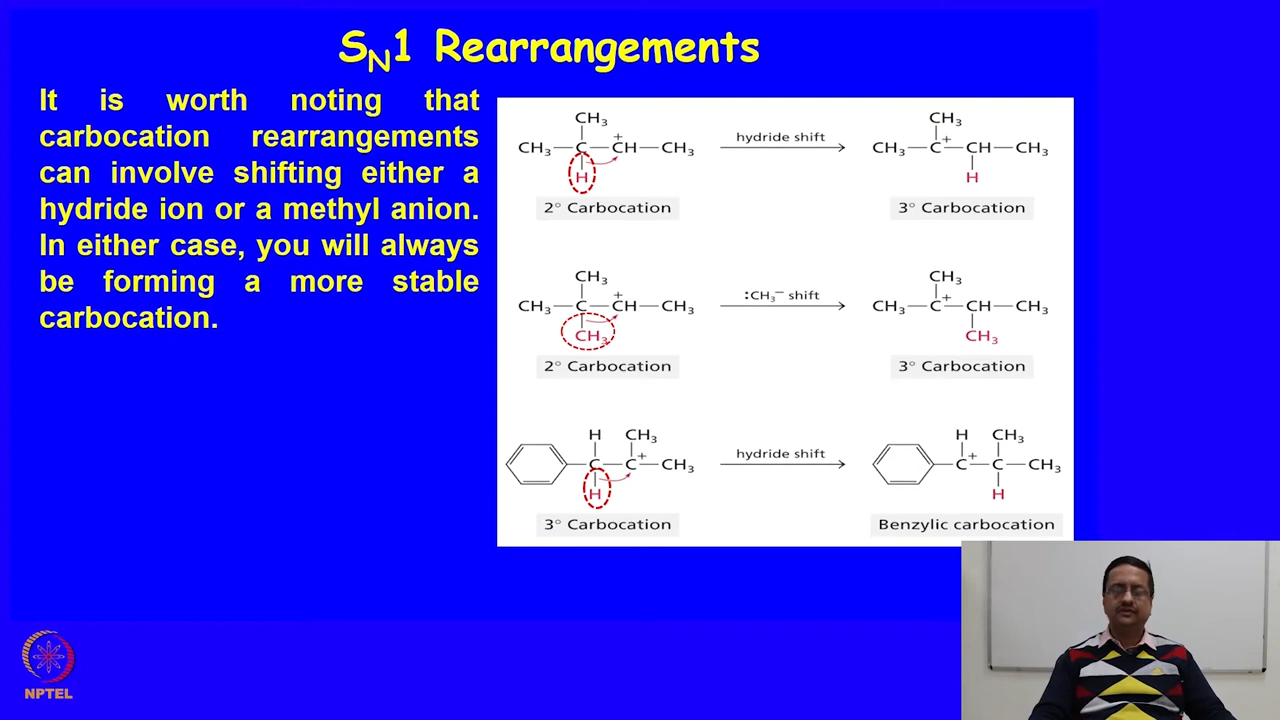 SN1 Rearrangements
It is worth noting that
carbocation rearrangements
can involve shifting either a
hydride ion or a methyl anion.
In either case, you will always
be forming a more stable
carbocation.
CH3 CH3
CH3—C—CH—CH3 + hydride shift CH3—C—CH—CH3 +
H H
2° Carbocation 3° Carbocation
CH3 CH3
CH3—C—CH—CH3 + :CH3− shift CH3—C—CH—CH3 +
CH3 CH3
2° Carbocation 3° Carbocation
H CH3 H CH3
C—C—CH3 + hydride shift C—C—CH3 +
H H
3° Carbocation Benzylic carbocation
NPTEL